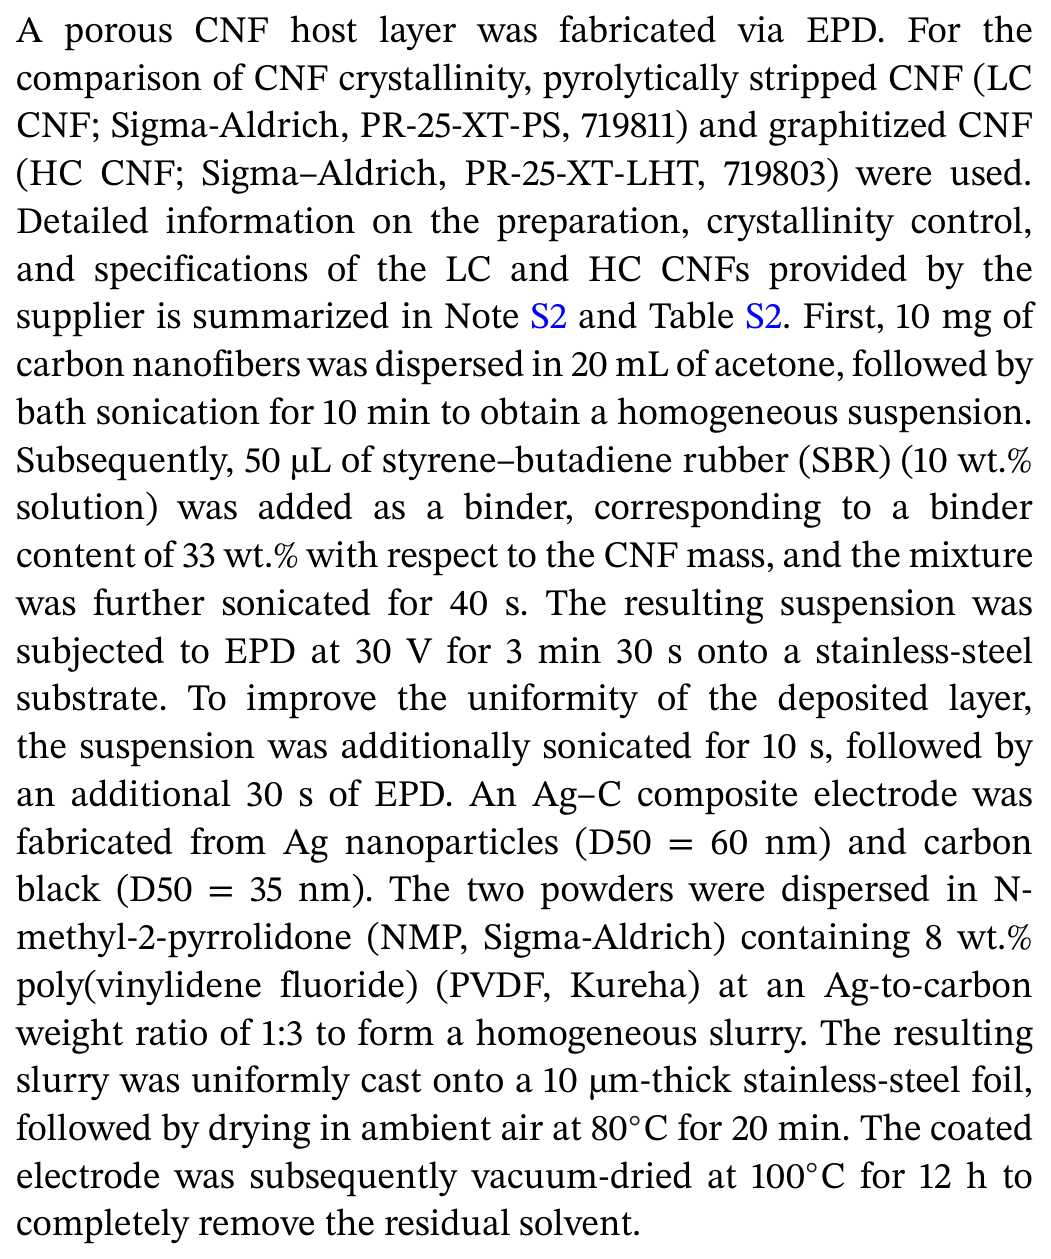 A porous CNF host layer was fabricated via EPD. For the
comparison of CNF crystallinity, pyrolytically stripped CNF (LC
CNF; Sigma-Aldrich, PR-25-XT-PS, 719811) and graphitized CNF
(HC CNF; Sigma–Aldrich, PR-25-XT-LHT, 719803) were used.
Detailed information on the preparation, crystallinity control,
and specifications of the LC and HC CNFs provided by the
supplier is summarized in Note S2 and Table S2. First, 10 mg of
carbon nanofibers was dispersed in 20 mL of acetone, followed by
bath sonication for 10 min to obtain a homogeneous suspension.
Subsequently, 50 μL of styrene–butadiene rubber (SBR) (10 wt.%
solution) was added as a binder, corresponding to a binder
content of 33 wt.% with respect to the CNF mass, and the mixture
was further sonicated for 40 s. The resulting suspension was
subjected to EPD at 30 V for 3 min 30 s onto a stainless-steel
substrate. To improve the uniformity of the deposited layer,
the suspension was additionally sonicated for 10 s, followed by
an additional 30 s of EPD. An Ag–C composite electrode was
fabricated from Ag nanoparticles (D50 = 60 nm) and carbon
black (D50 = 35 nm). The two powders were dispersed in N-
methyl-2-pyrrolidone (NMP, Sigma-Aldrich) containing 8 wt.%
poly(vinylidene fluoride) (PVDF, Kureha) at an Ag-to-carbon
weight ratio of 1:3 to form a homogeneous slurry. The resulting
slurry was uniformly cast onto a 10 μm-thick stainless-steel foil,
followed by drying in ambient air at 80°C for 20 min. The coated
electrode was subsequently vacuum-dried at 100°C for 12 h to
completely remove the residual solvent.